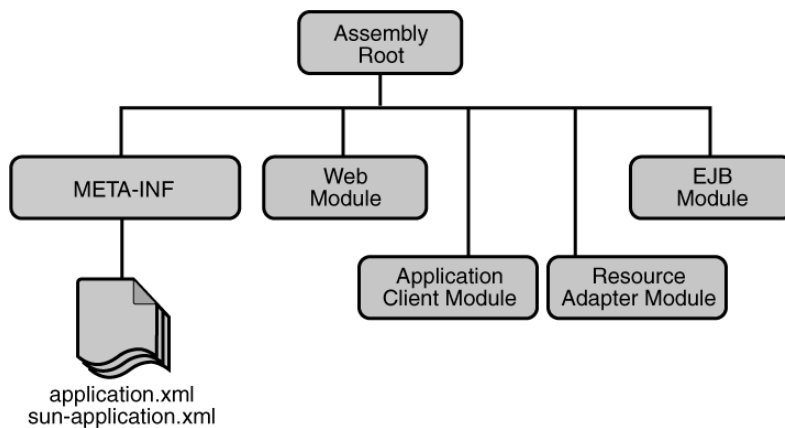 Assembly
Root
META-INF
Web
Module
EJB
Module
Application
Client Module
Resource
Adapter Module
application.xml
sun-application.xml